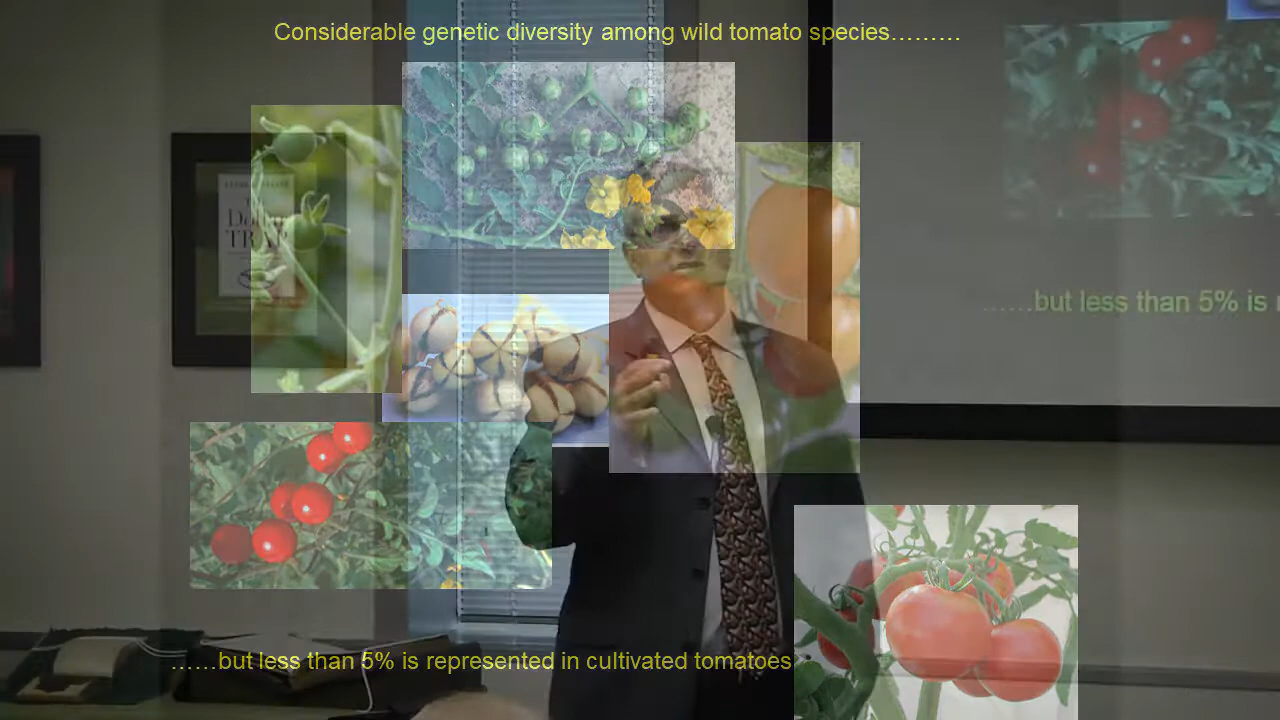 Considerable genetic diversity among wild tomato species………
TRAP
……but less than 5% is
……but less than 5% is represented in cultivated tomatoes